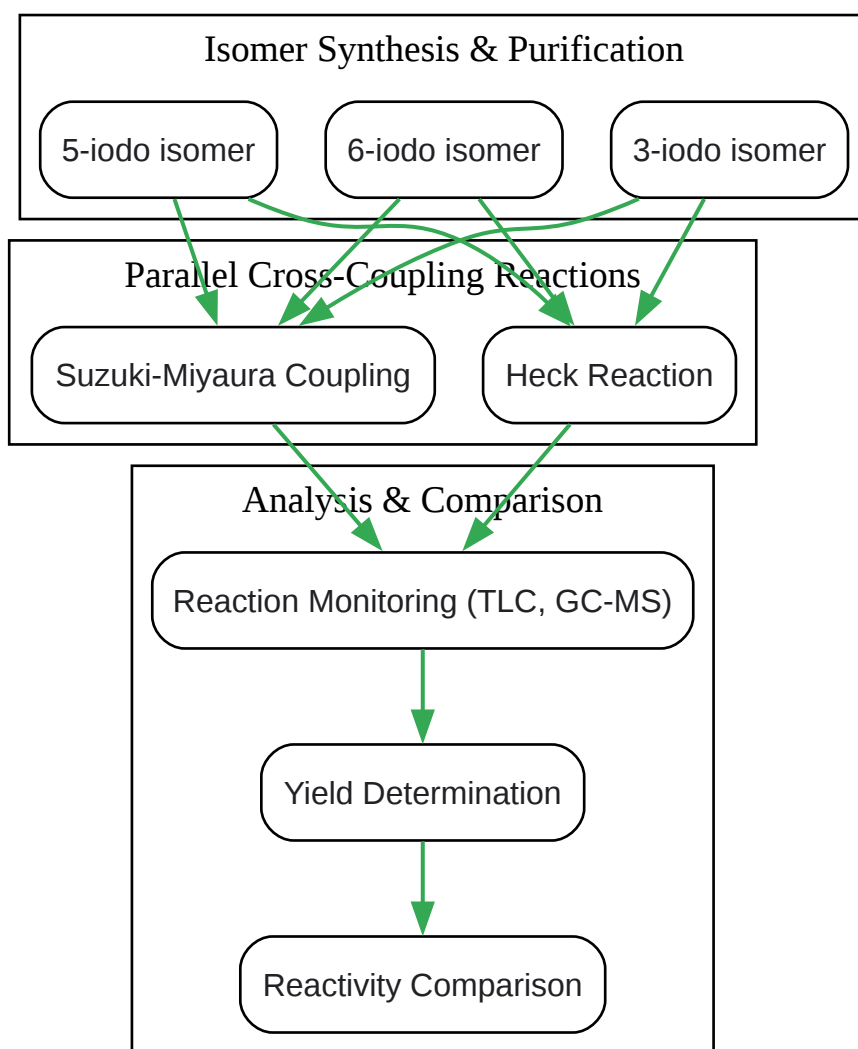 Isomer Synthesis & Purification
5-iodo isomer
6-iodo isomer
3-iodo isomer
Parallel Cross-Coupling Reactions
Suzuki-Miyaura Coupling
Heck Reaction
Analysis & Comparison
Reaction Monitoring (TLC, GC-MS)
Yield Determination
Reactivity Comparison